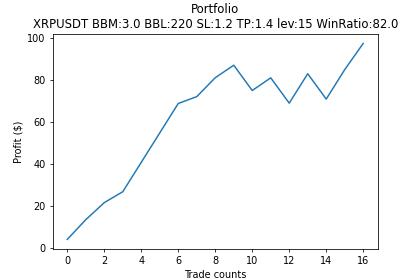 Portfolio
XRPUSDT BBM:3.0 BBL:220 SL:1.2 TP:1.4 lev:15 WinRatio:82.0
100
80
60
40
20
0
Profit ($)
0 2 4 6 8 10 12 14 16
Trade counts